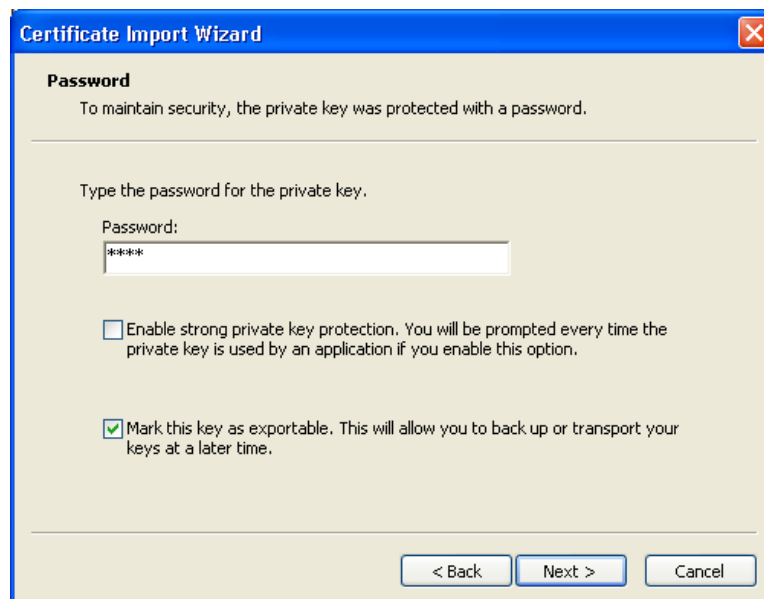 Certificate Import Wizard
Password
To maintain security, the private key was protected with a password.
Type the password for the private key.
Password:
****
Enable strong private key protection. You will be prompted every time the
private key is used by an application if you enable this option.
Mark this key as exportable. This will allow you to back up or transport your
keys at a later time.
< Back Next > Cancel